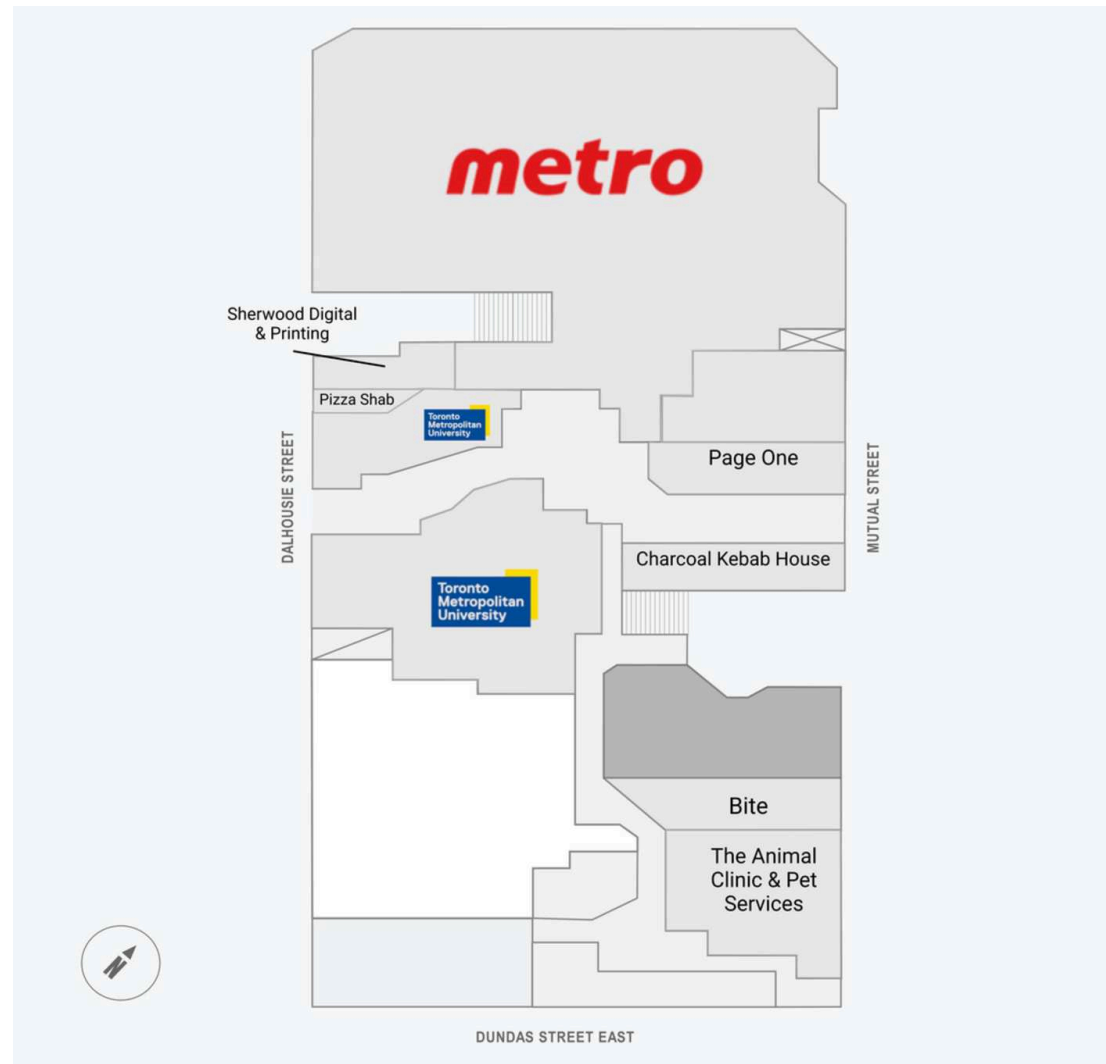 metro
Sherwood Digital
& Printing
Pizza Shab
Toronto
Metropolitan
University
Page One
DALHOUSIE STREET
MUTUAL STREET
Charcoal Kebab House
Toronto
Metropolitan
University
Bite
The Animal
Clinic & Pet
Services
N
DUNDAS STREET EAST